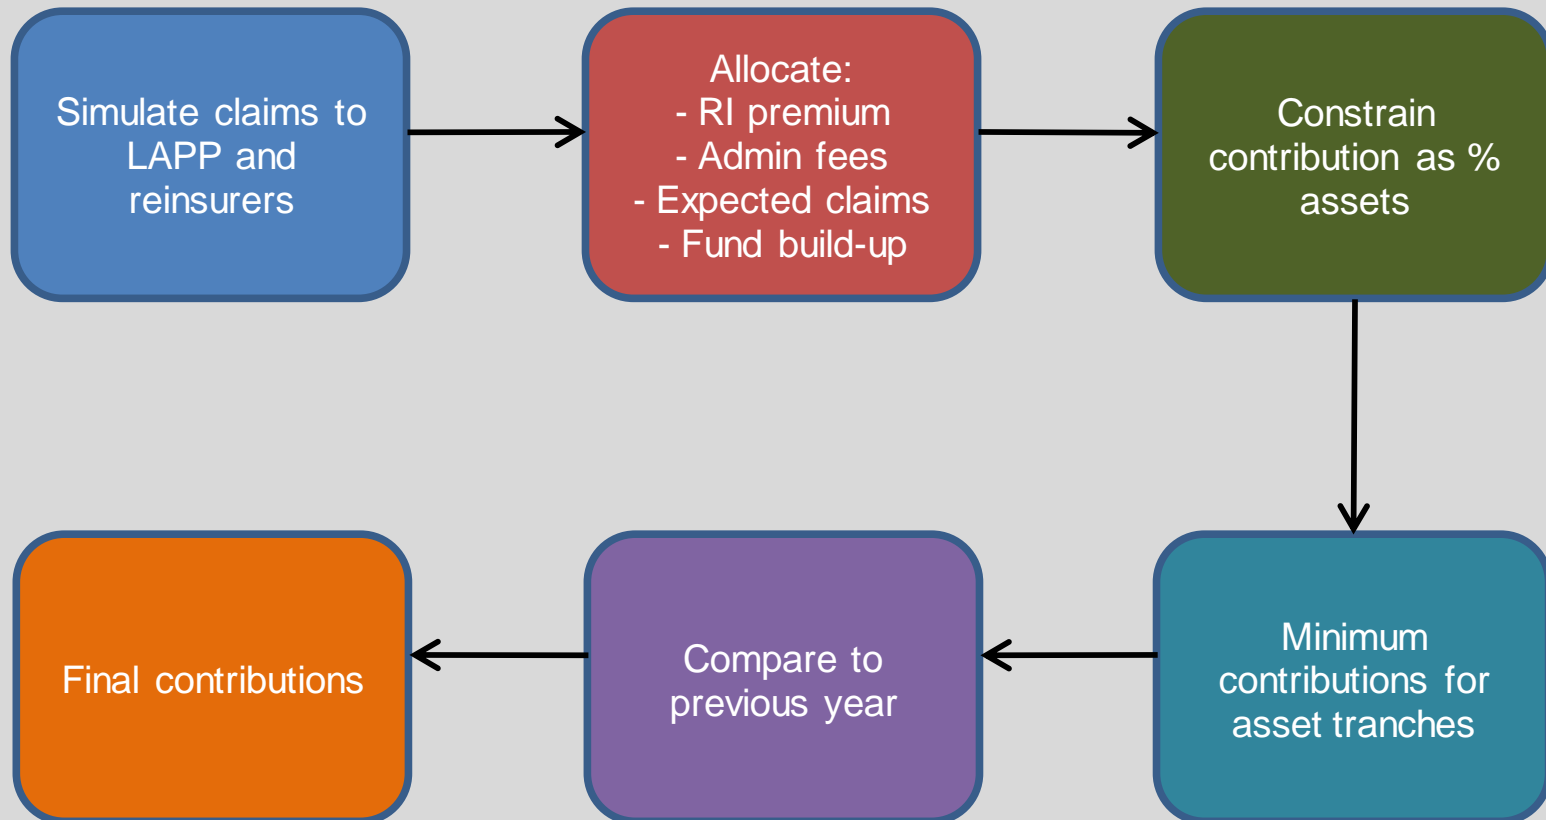 Simulate claims to
LAPP and
reinsurers
Allocate:
- RI premium
- Admin fees
- Expected claims
- Fund build-up
Constrain
contribution as %
assets
Minimum
contributions for
asset tranches
Compare to
previous year
Final contributions